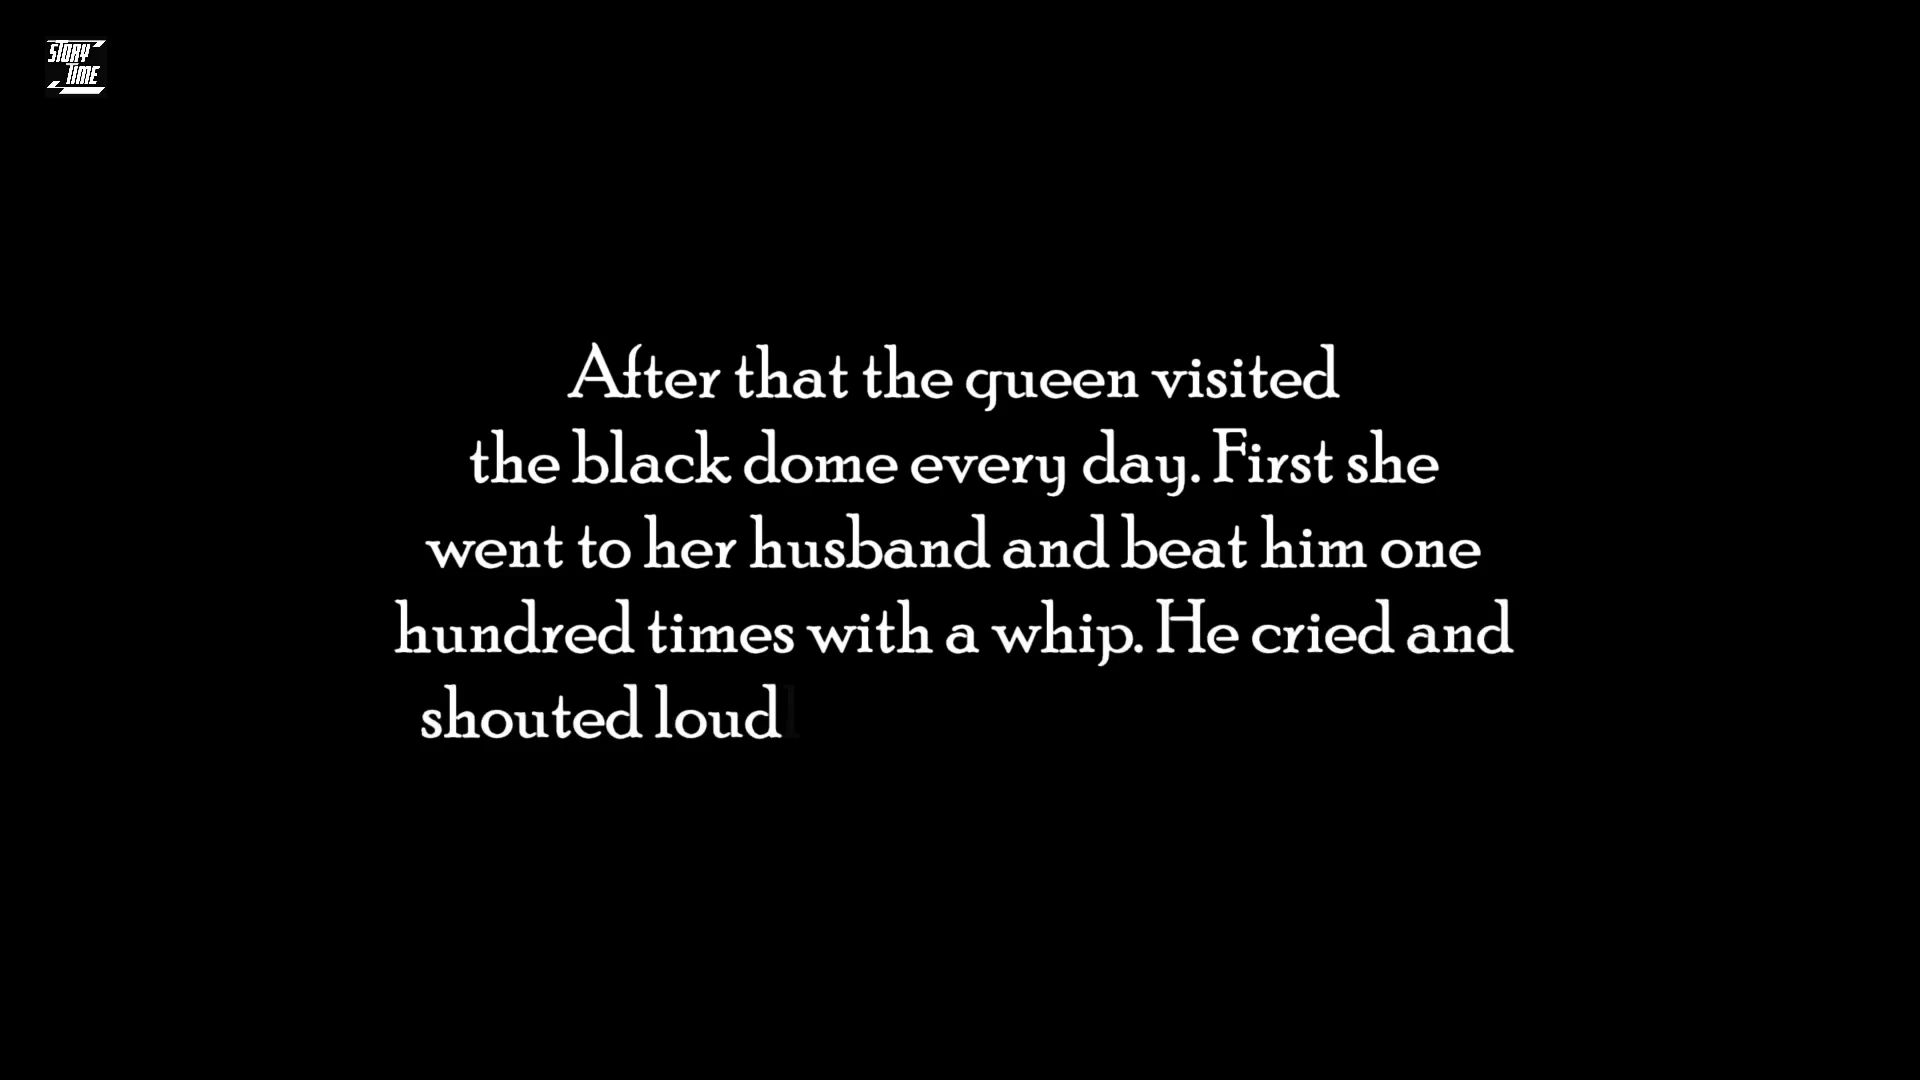 STORY
TIME
After that the queen visited
the black dome every day. First she
went to her husband and beat him one
hundred times with a whip. He cried and
shouted loud